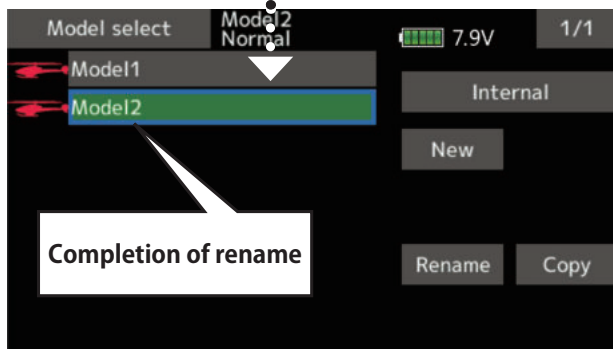 Model select
Model2
Normal
7.9V
1/1
Model1
Internal
Model2
New
Completion of rename
Rename
Copy